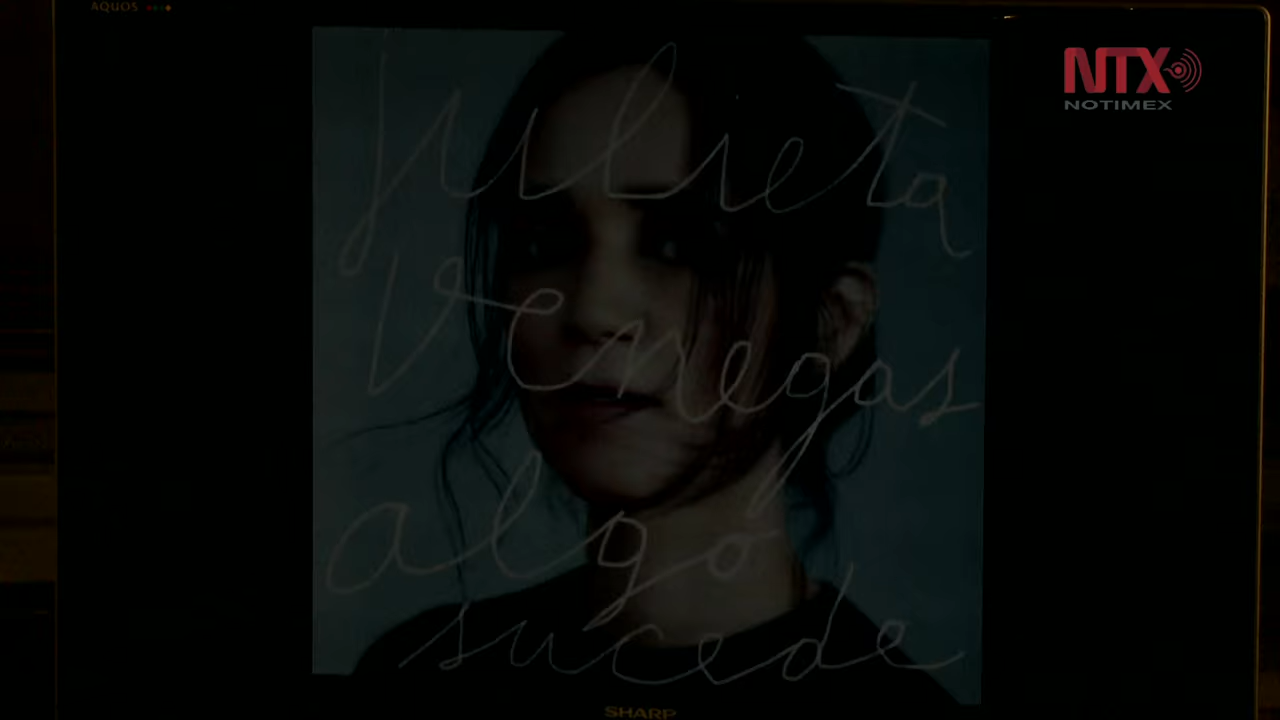 AQUOS
NTX
NOTIMEX
Julieta
Venegas
algo
sucede
SHARP